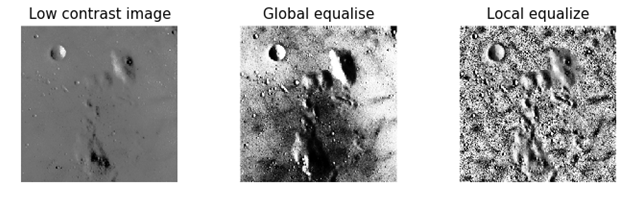 Low contrast image
Global equalise
Local equalize